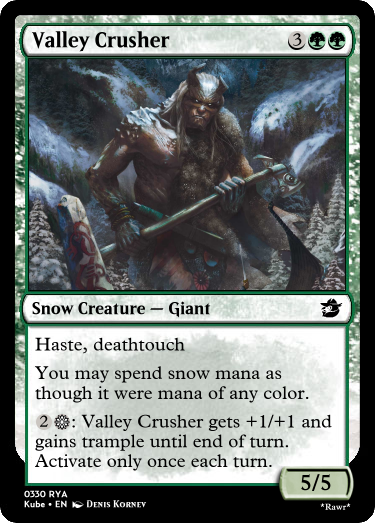 Valley Crusher 3
Snow Creature — Giant
Haste, deathtouch
You may spend snow mana as
though it were mana of any color.
2 : Valley Crusher gets +1/+1 and
gains trample until end of turn.
Activate only once each turn.
5/5
0330 RYA
Kube • EN Denis Kornev
*Rawr*